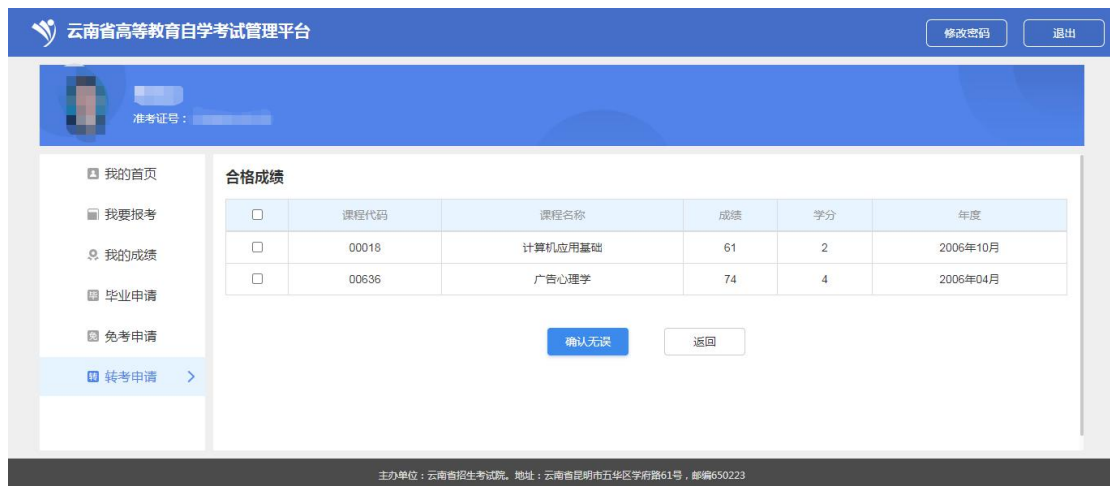 云南省高等教育自学考试管理平台
修改密码 退出
准考证号：
我的首页
我要报考
我的成绩
毕业申请
免考申请
转考申请
合格成绩
课程代码 课程名称 成绩 学分 年度
00018 计算机应用基础 61 2 2006年10月
00636 广告心理学 74 4 2006年04月
确认无误 返回
主办单位：云南省招生考试院。地址：云南省昆明市五华区学府路61号，邮编650223